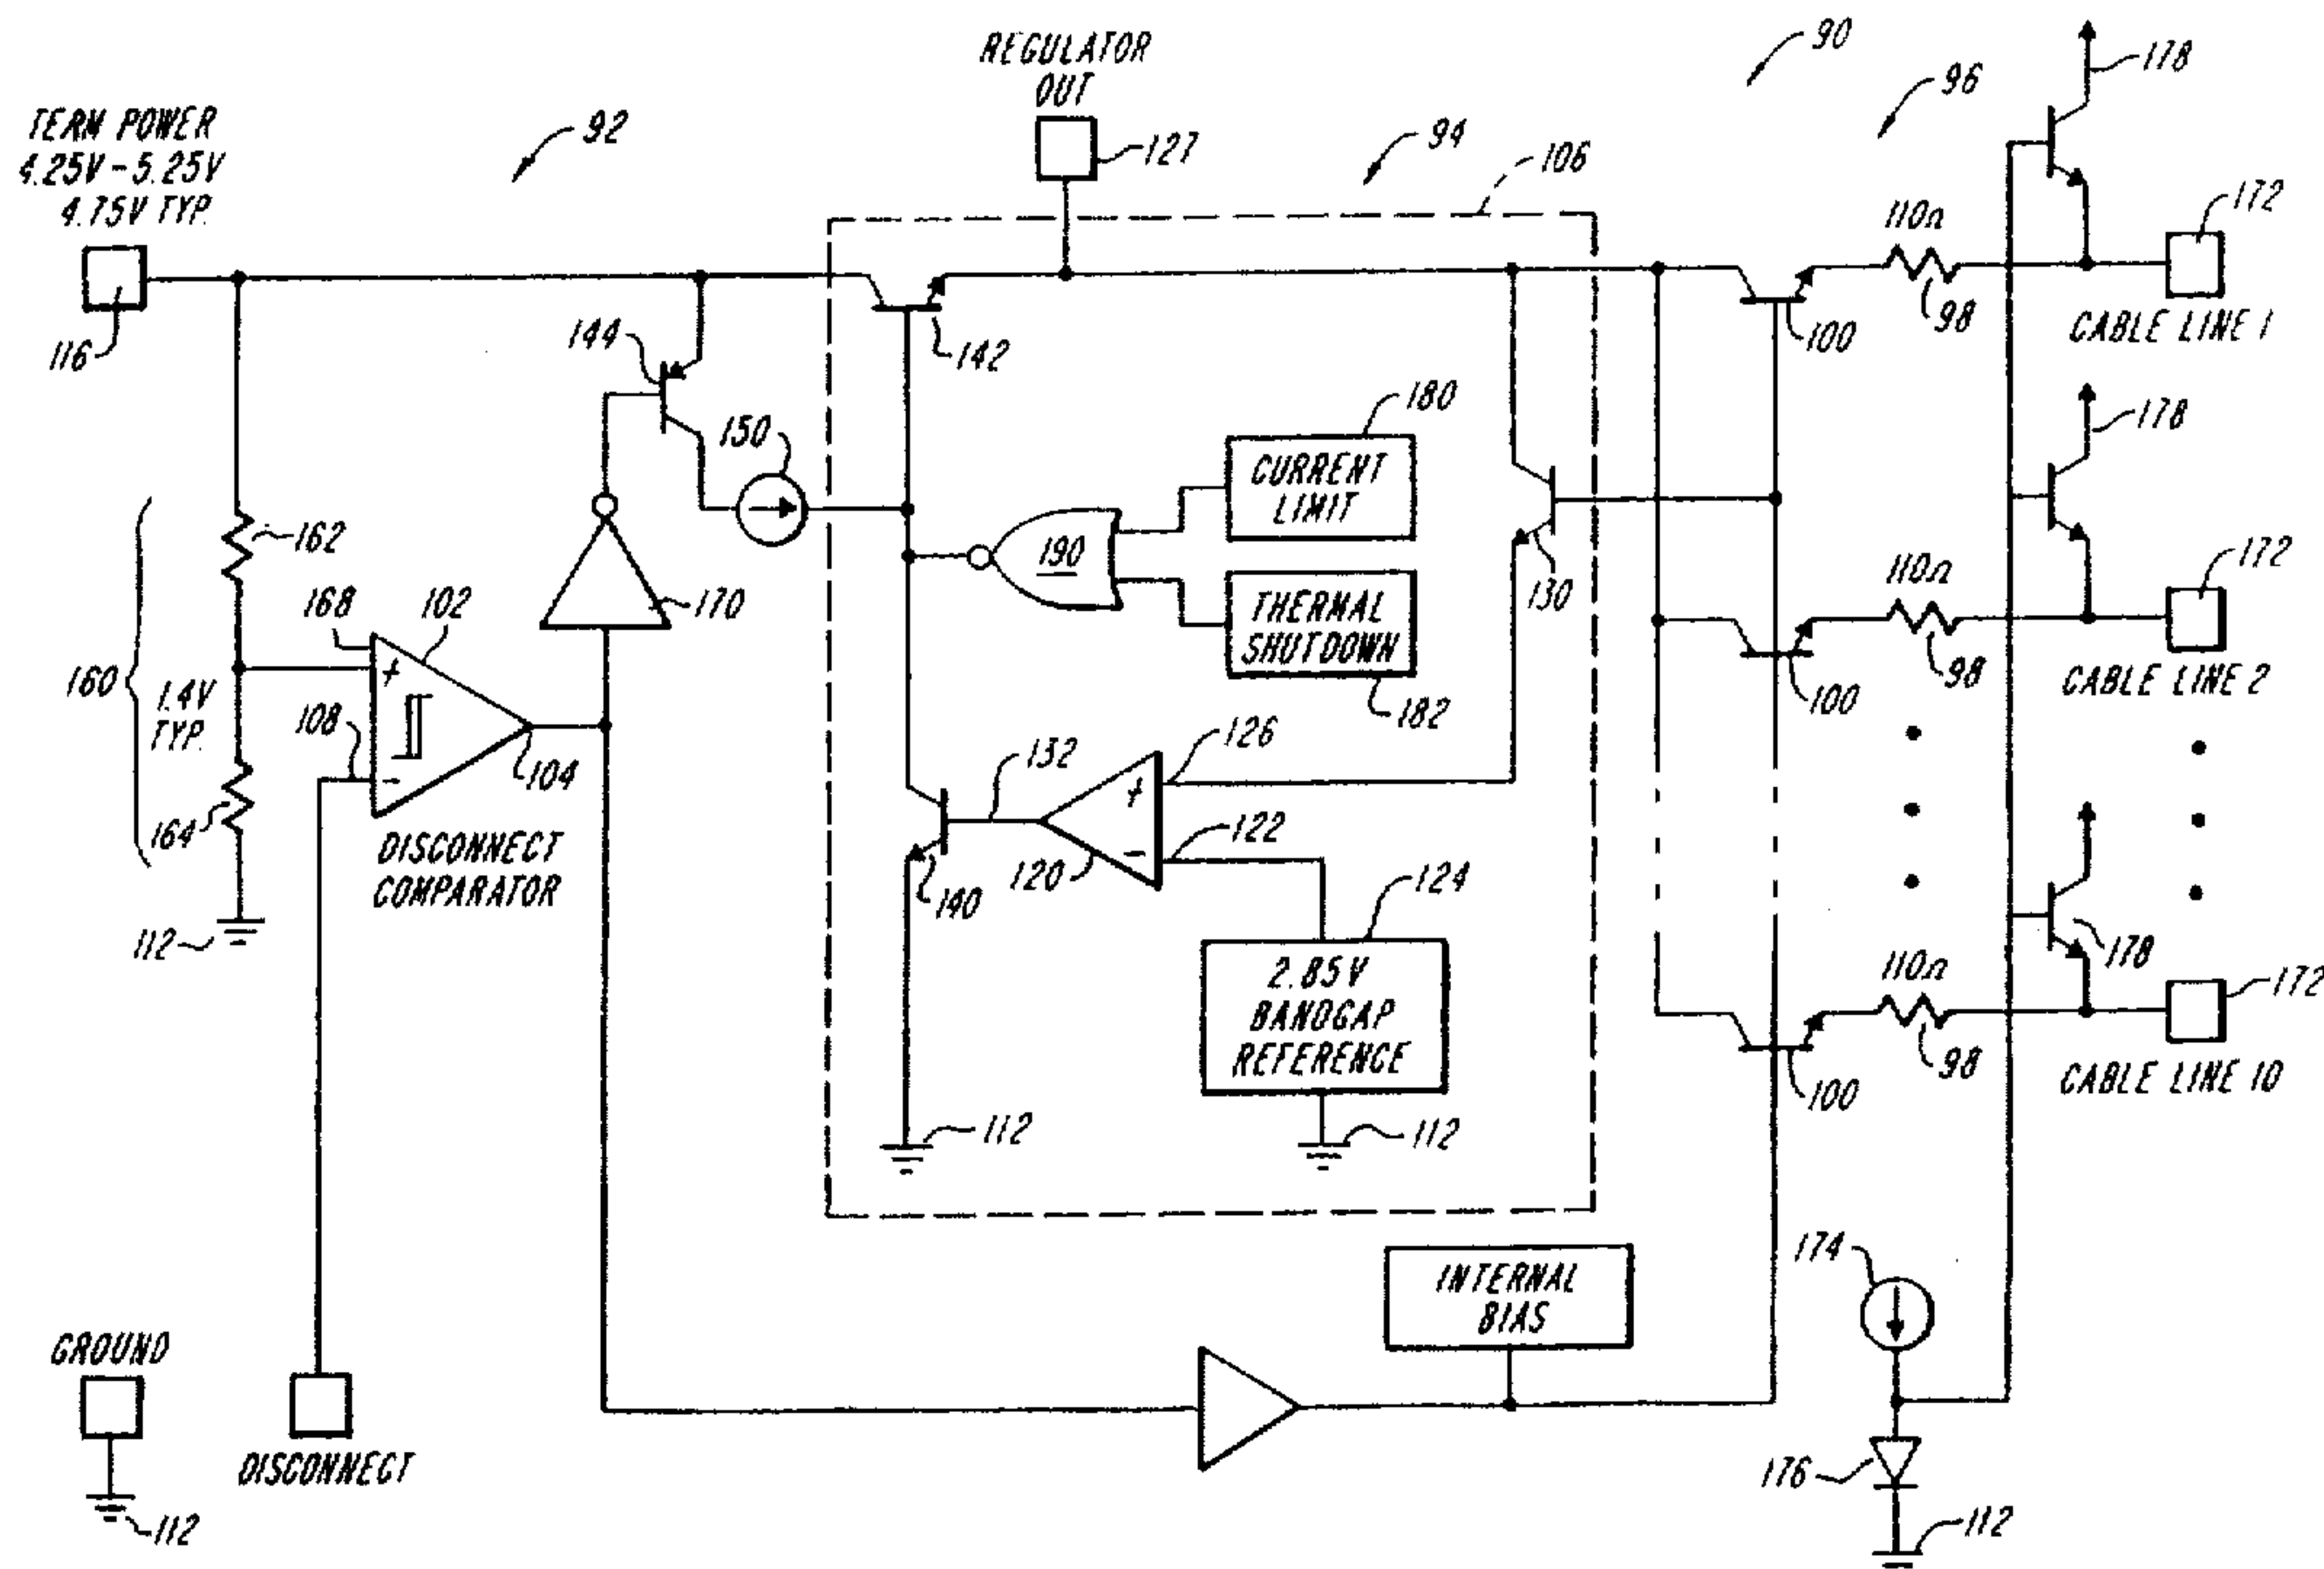 REGULATOR
OUT
127
90
96
178
TERM POWER
4.25V-5.25V
4.75V TYP.
116
92
94
106
144
142
150
110Ω
98
100
172
CABLE LINE 1
180
CURRENT
LIMIT
190
THERMAL
SHUTDOWN
182
130
178
110Ω
98
100
172
CABLE LINE 2
160
162
168
102
1.4V
TYP.
108
164
104
170
DISCONNECT
COMPARATOR
112
+
-
132
126
122
+
-
120
140
124
2.85V
BANDGAP
REFERENCE
112
112
178
110Ω
98
100
172
CABLE LINE 10
INTERNAL
BIAS
174
176
112
GROUND
112
DISCONNECT